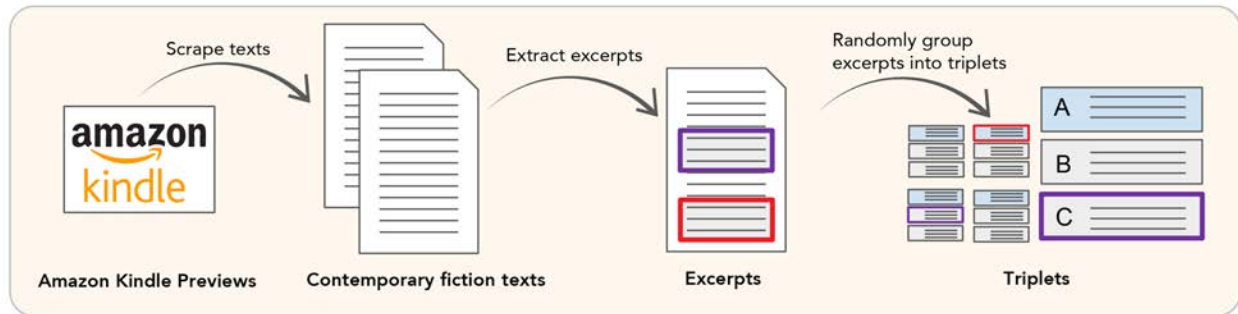 Scrape texts
Extract excerpts
Randomly group
excerpts into triplets
amazon
kindle
A
B
C
Amazon Kindle Previews
Contemporary fiction texts
Excerpts
Triplets